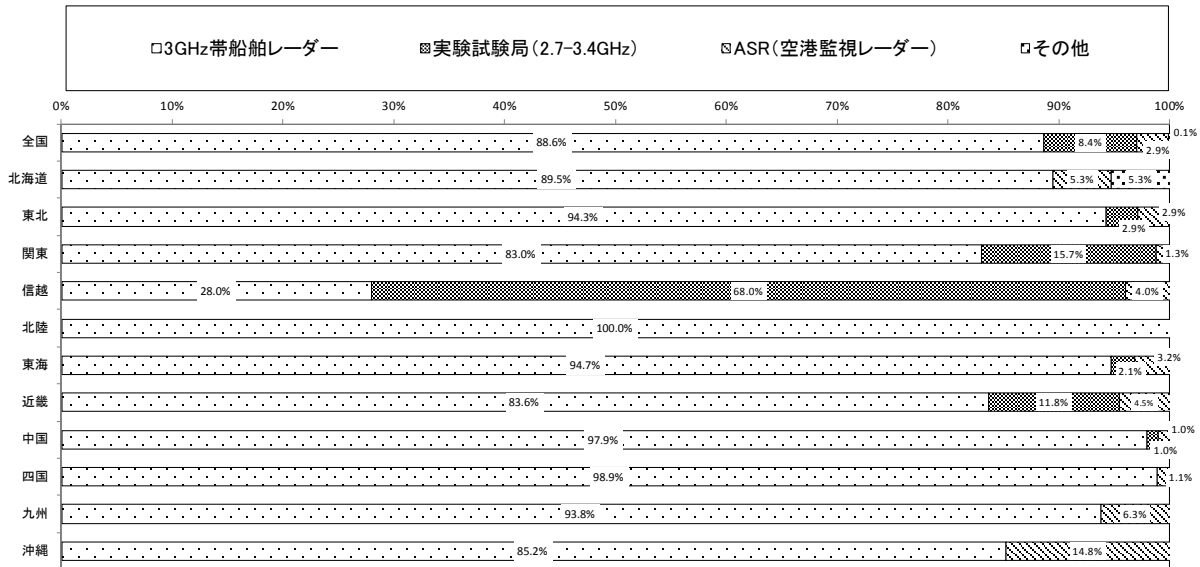 3GHz帯船舶レーダー 実験試験局(2.7-3.4GHz) ASR(空港監視レーダー) その他
0% 10% 20% 30% 40% 50% 60% 70% 80% 90% 100%
全国 88.6% 8.4% 2.9% 0.1%
北海道 89.5% 5.3% 5.3%
東北 94.3% 2.9% 2.9%
関東 83.0% 15.7% 1.3%
信越 28.0% 68.0% 4.0%
北陸 100.0%
東海 94.7% 2.1% 3.2%
近畿 83.6% 11.8% 4.5%
中国 97.9% 1.0% 1.0%
四国 98.9% 1.1%
九州 93.8% 6.3%
沖縄 85.2% 14.8%